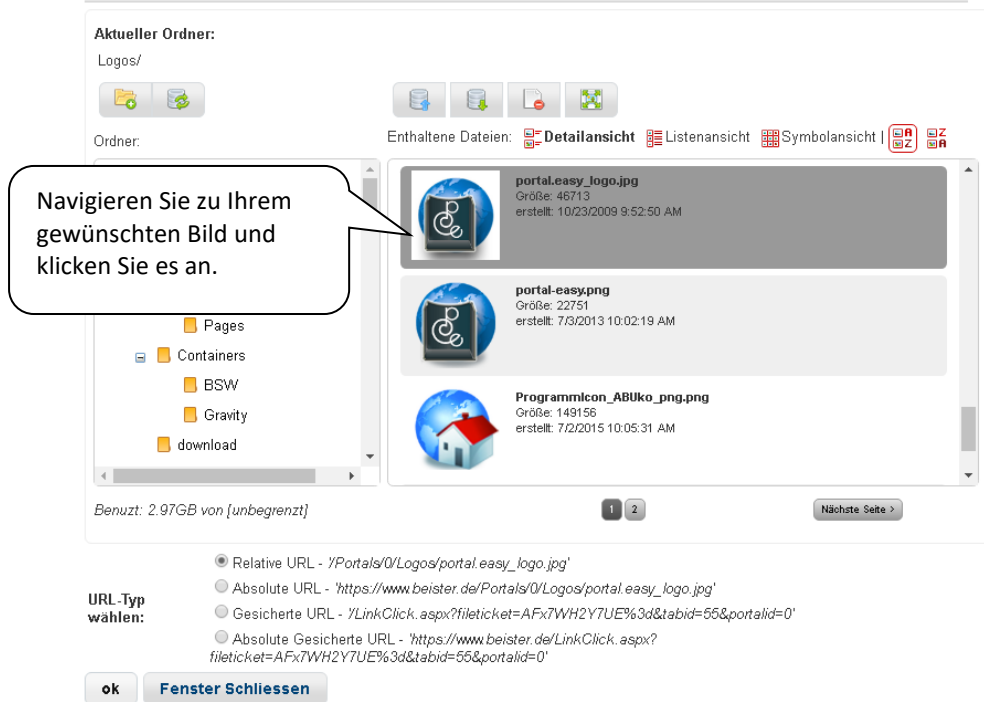 Aktueller Ordner:
Logos/
Ordner:
Enthaltene Dateien: Detailansicht Listenansicht Symbolansicht |
Navigieren Sie zu Ihrem
gewünschten Bild und
klicken Sie es an.
Pages
Containers
BSW
Gravity
download
portal.easy_logo.jpg
Größe: 46713
erstellt: 10/23/2009 9:52:50 AM
portal-easy.png
Größe: 22751
erstellt: 7/3/2013 10:02:19 AM
ProgrammIcon_ABUko_png.png
Größe: 149156
erstellt: 7/2/2015 10:05:31 AM
Benuzt: 2.97GB von [unbegrenzt]
1 2
Nächste Seite >
URL-Typ
wählen:
Relative URL - '/Portals/0/Logos/portal.easy_logo.jpg'
Absolute URL - 'https://www.beister.de/Portals/0/Logos/portal.easy_logo.jpg'
Gesicherte URL - '/LinkClick.aspx?fileticket=AFx7WH2Y7UE%3d&tabid=55&portalid=0'
Absolute Gesicherte URL - 'https://www.beister.de/LinkClick.aspx?
fileticket=AFx7WH2Y7UE%3d&tabid=55&portalid=0'
ok Fenster Schliessen